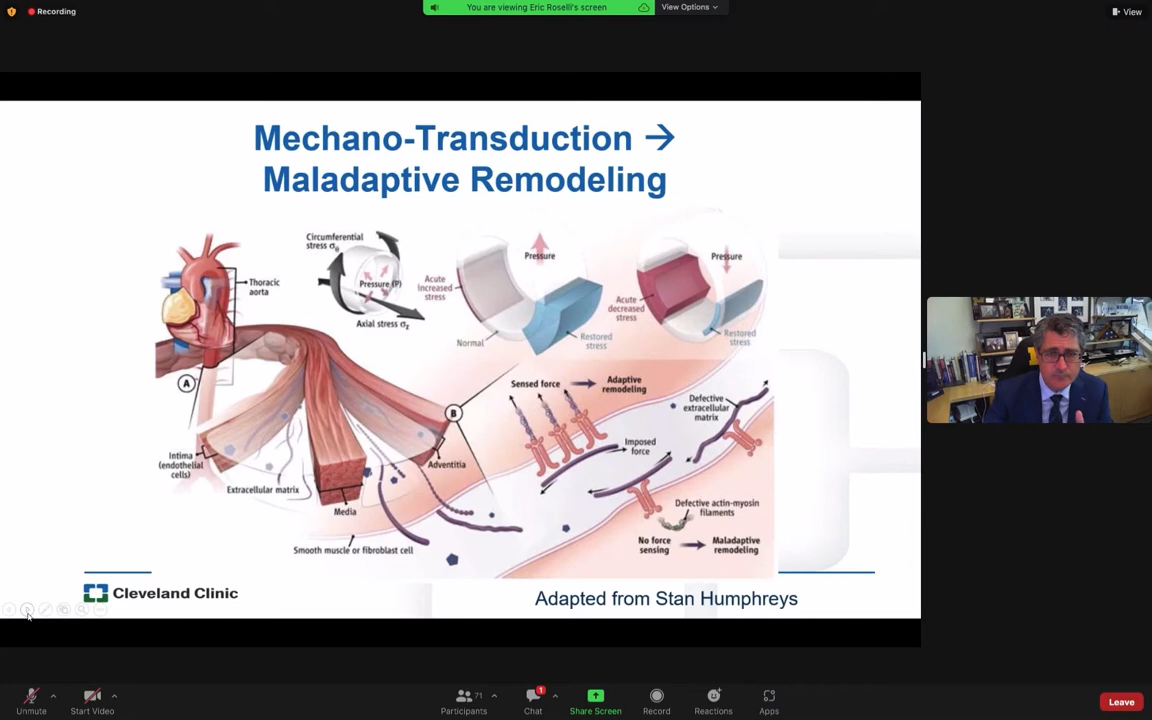 Recording
You are viewing Eric Roselli's screen
View Options
View
Mechano-Transduction →
Maladaptive Remodeling
Circumferential
stress σθ
Pressure (P)
Axial stress σz
Thoracic
aorta
A
Acute
increased
stress
Pressure
Normal
Restored
stress
Pressure
Acute
decreased
stress
Restored
stress
Sensed force
Adaptive
remodeling
B
Defective
extracellular
matrix
Imposed
force
Intima
(endothelial
cells)
Adventitia
Extracellular matrix
Media
Defective actin-myosin
filaments
Smooth muscle or fibroblast cell
No force
sensing
Maladaptive
remodeling
Cleveland Clinic
Adapted from Stan Humphreys
Unmute
Start Video
71
Participants
1
Chat
Share Screen
Record
Reactions
Apps
Leave